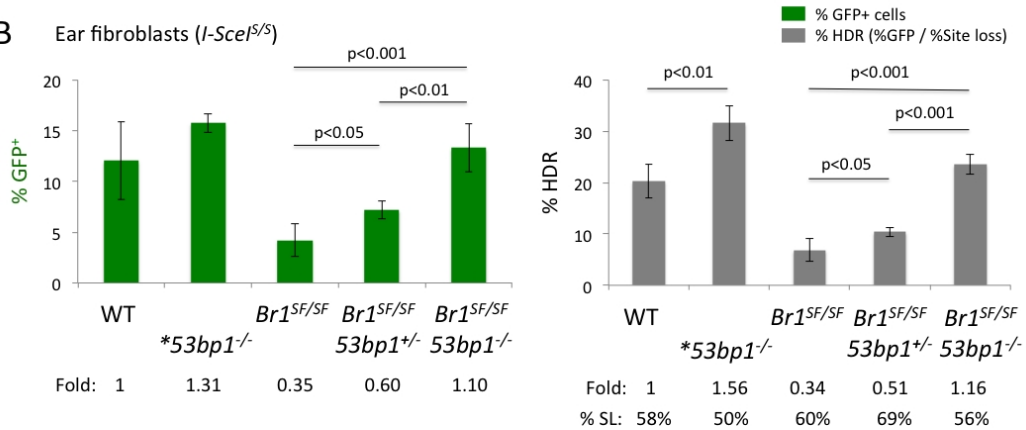 B
Ear fibroblasts (I-SceI^S/S)
% GFP+ cells
% HDR (%GFP / %Site loss)
p<0.001
p<0.01
p<0.05
% GFP+
20
15
10
5
0
WT
*53bp1-/-
Br1SF/SF
Br1SF/SF
53bp1+/-
Br1SF/SF
53bp1-/-
Fold: 1 1.31 0.35 0.60 1.10
p<0.01
p<0.001
p<0.001
p<0.05
% HDR
40
30
20
10
0
WT
*53bp1-/-
Br1SF/SF
Br1SF/SF
53bp1+/-
Br1SF/SF
53bp1-/-
Fold: 1 1.56 0.34 0.51 1.16
% SL: 58% 50% 60% 69% 56%